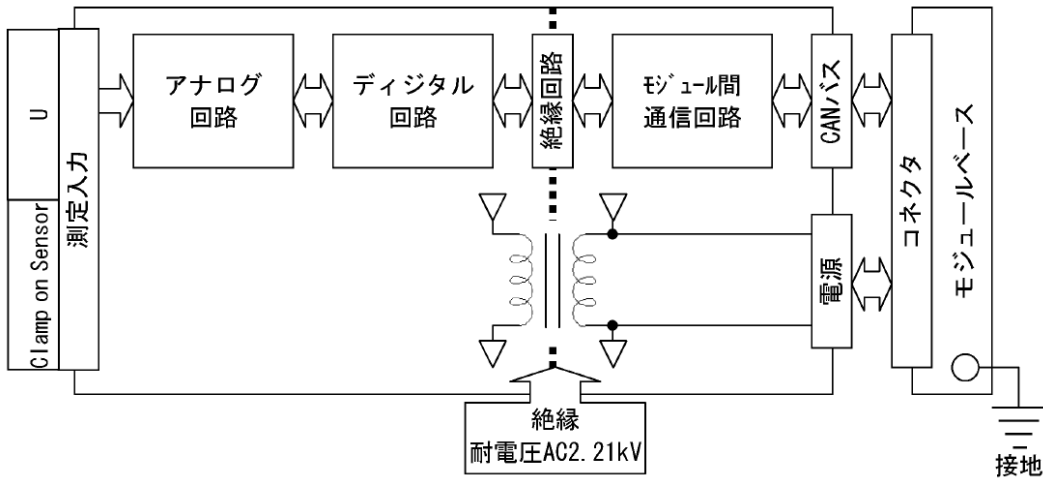 U
Clamp on Sensor
測定入力
アナログ
回路
ディジタル
回路
絶縁回路
ﾓｼﾞｭｰﾙ間
通信回路
CANバス
電源
コネクタ
モジュールベース
絶縁
耐電圧AC2.21kV
接地